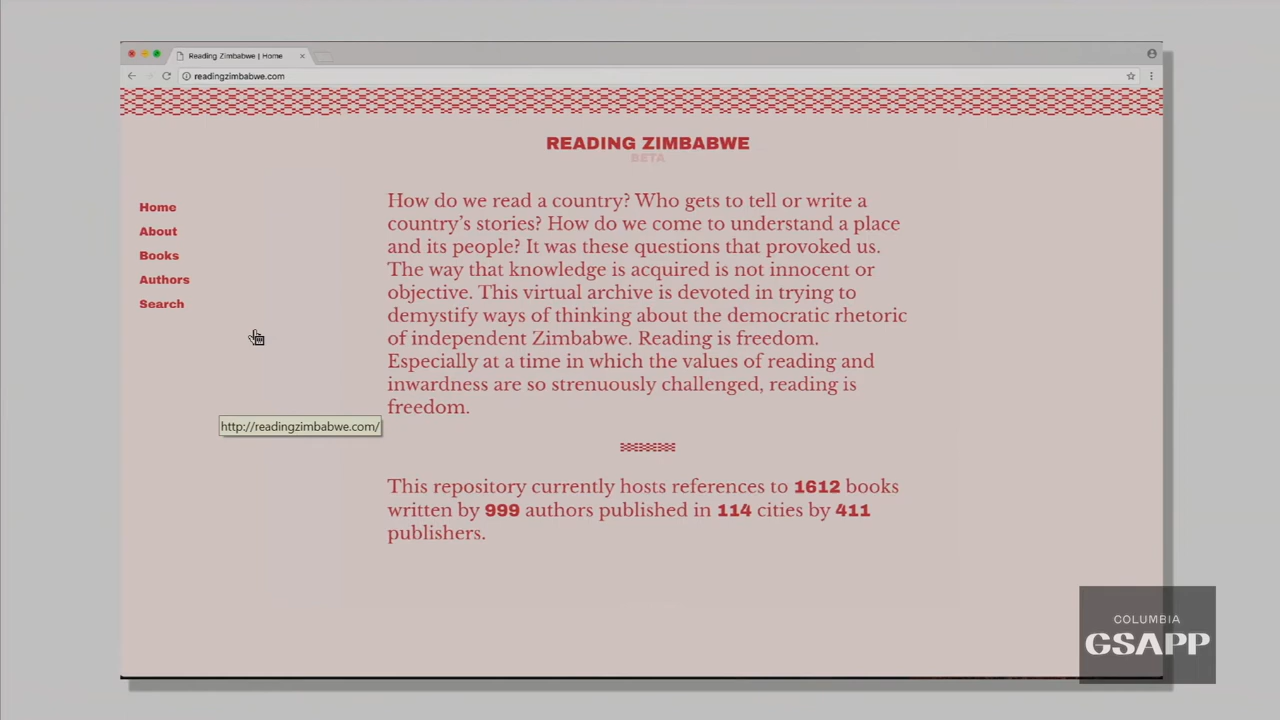 Reading Zimbabwe | Home
readingzimbabwe.com
READING ZIMBABWE
BETA
Home
About
Books
Authors
Search
How do we read a country? Who gets to tell or write a
country’s stories? How do we come to understand a place
and its people? It was these questions that provoked us.
The way that knowledge is acquired is not innocent or
objective. This virtual archive is devoted in trying to
demystify ways of thinking about the democratic rhetoric
of independent Zimbabwe. Reading is freedom.
Especially at a time in which the values of reading and
inwardness are so strenuously challenged, reading is
freedom.
http://readingzimbabwe.com/
This repository currently hosts references to 1612 books
written by 999 authors published in 114 cities by 411
publishers.
COLUMBIA
GSAPP